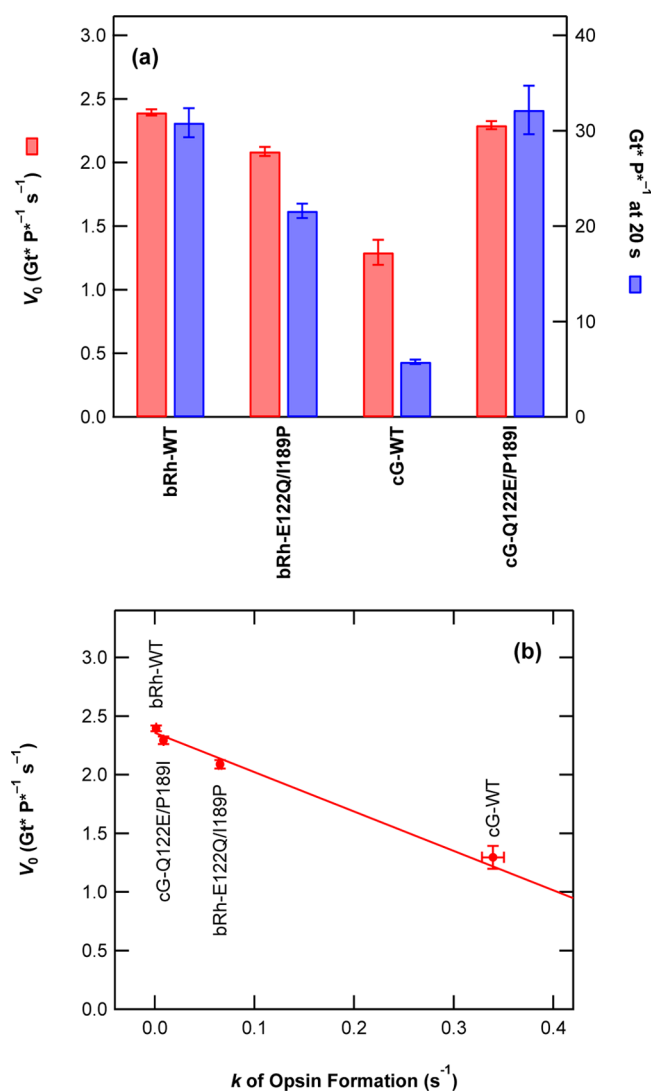 3.0
2.5
2.0
1.5
1.0
0.5
0.0
V₀ (Gt* P*⁻¹ s⁻¹)
(a)
40
30
20
10
0
Gt* P*⁻¹ at 20 s
bRh-WT
bRh-E122Q/I189P
cG-WT
cG-Q122E/P189I
3.0
2.5
2.0
1.5
1.0
0.5
0.0
V₀ (Gt* P*⁻¹ s⁻¹)
(b)
bRh-WT
cG-Q122E/P189I
bRh-E122Q/I189P
cG-WT
0.0 0.1 0.2 0.3 0.4
k of Opsin Formation (s⁻¹)